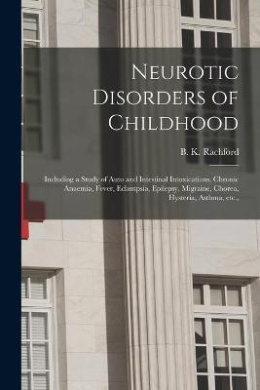 Neurotic
Disorders of
Childhood
Including a Study of Auto and Intestinal Intoxications, Chronic
Anaemia, Fever, Eclampsia, Epilepsy, Migraine, Chorea,
Hysteria, Asthma, etc.,
B. K. Rachford